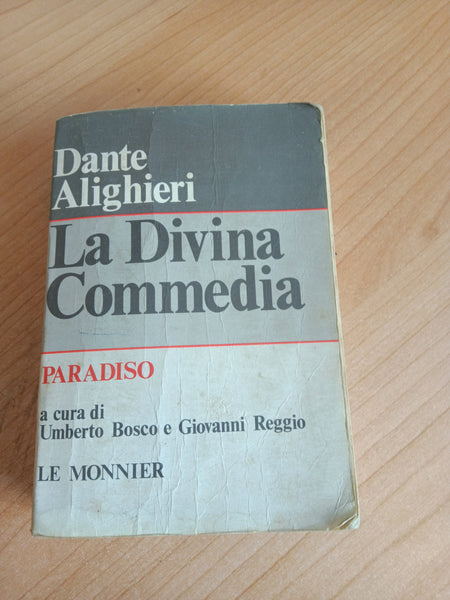 Dante
Alighieri
La Divina
Commedia
PARADISO
a cura di
Umberto Bosco e Giovanni Reggio
LE MONNIER